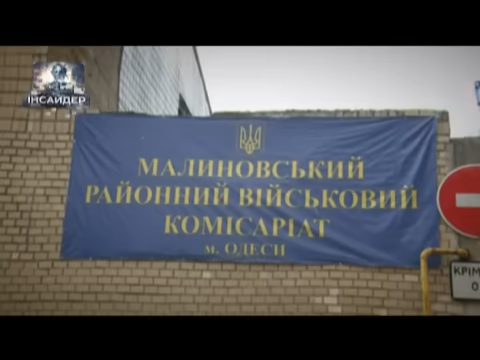 ІНСАЙДЕР
МАЛИНОВСЬКИЙ
РАЙОННИЙ ВІЙСЬКОВИЙ
КОМІСАРІАТ
м. ОДЕСИ